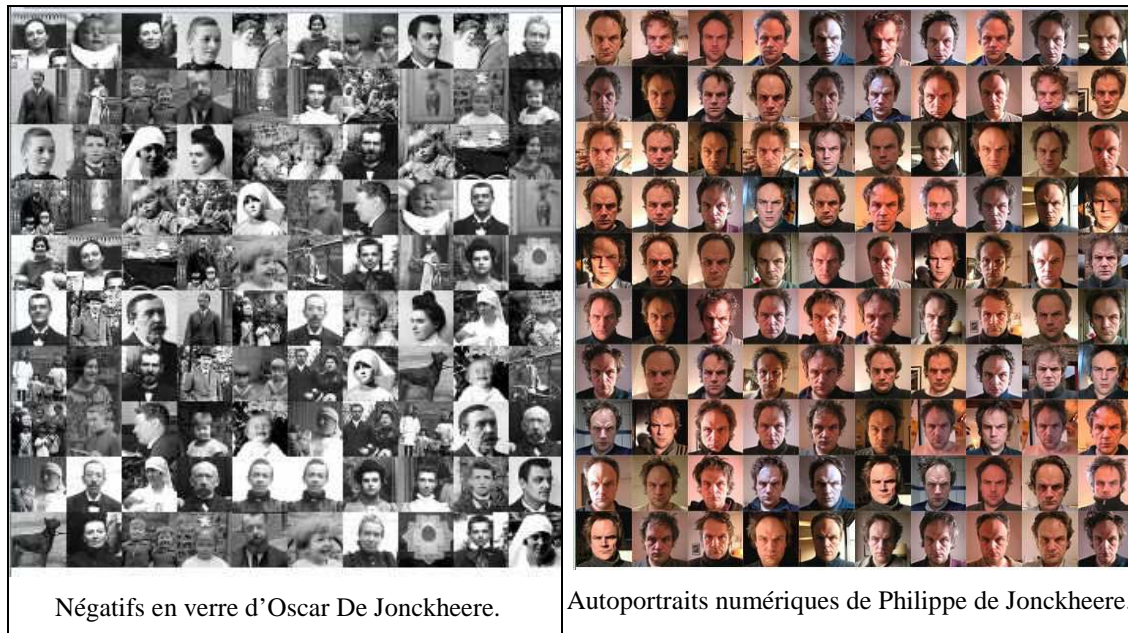 Négatifs en verre d’Oscar De Jonckheere.
Autoportraits numériques de Philippe de Jonckheere.